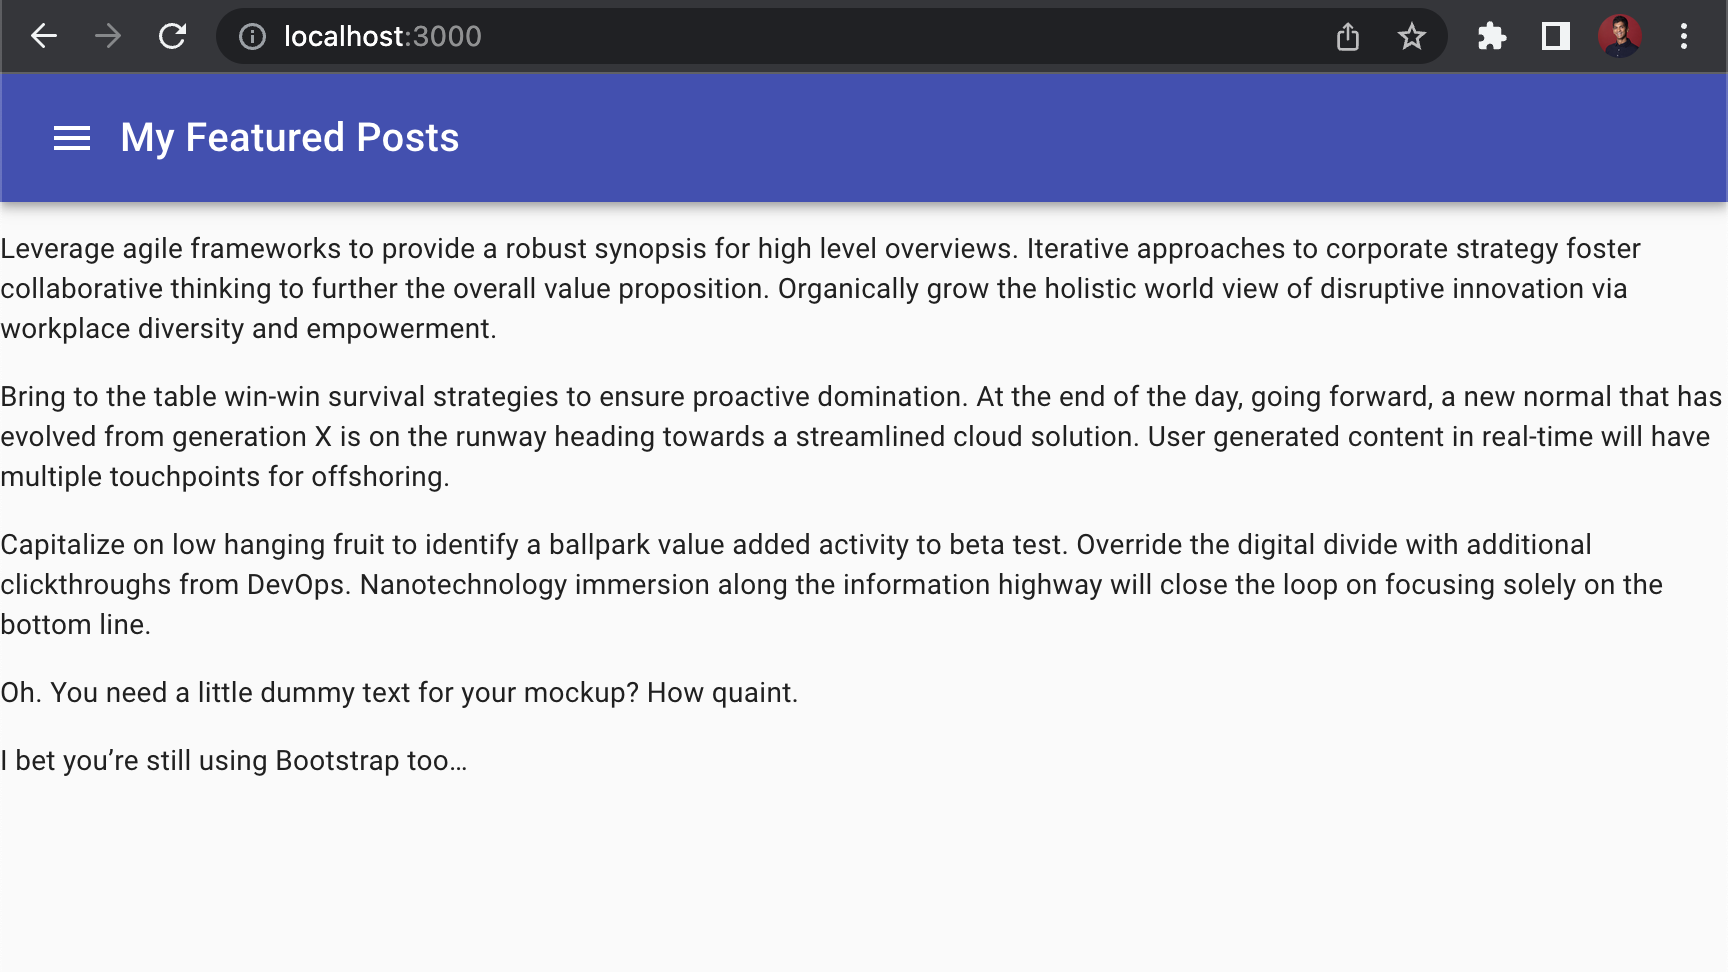 localhost:3000
My Featured Posts
Leverage agile frameworks to provide a robust synopsis for high level overviews. Iterative approaches to corporate strategy foster
collaborative thinking to further the overall value proposition. Organically grow the holistic world view of disruptive innovation via
workplace diversity and empowerment.
Bring to the table win-win survival strategies to ensure proactive domination. At the end of the day, going forward, a new normal that has
evolved from generation X is on the runway heading towards a streamlined cloud solution. User generated content in real-time will have
multiple touchpoints for offshoring.
Capitalize on low hanging fruit to identify a ballpark value added activity to beta test. Override the digital divide with additional
clickthroughs from DevOps. Nanotechnology immersion along the information highway will close the loop on focusing solely on the
bottom line.
Oh. You need a little dummy text for your mockup? How quaint.
I bet you’re still using Bootstrap too…